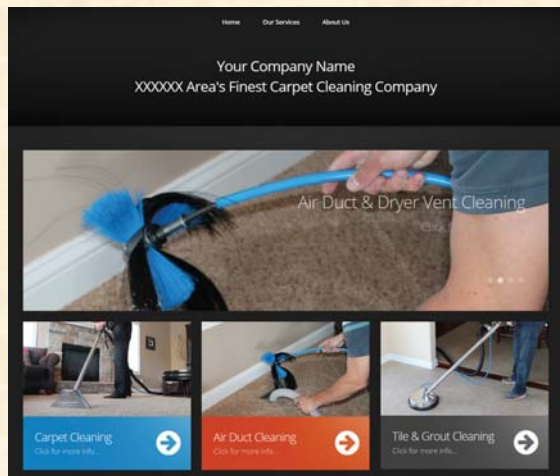 Home Our Services About Us
Your Company Name
XXXXXX Area's Finest Carpet Cleaning Company
Air Duct & Dryer Vent Cleaning
Click
Carpet Cleaning
Click for more info...
Air Duct Cleaning
Click for more info...
Tile & Grout Cleaning
Click for more info...